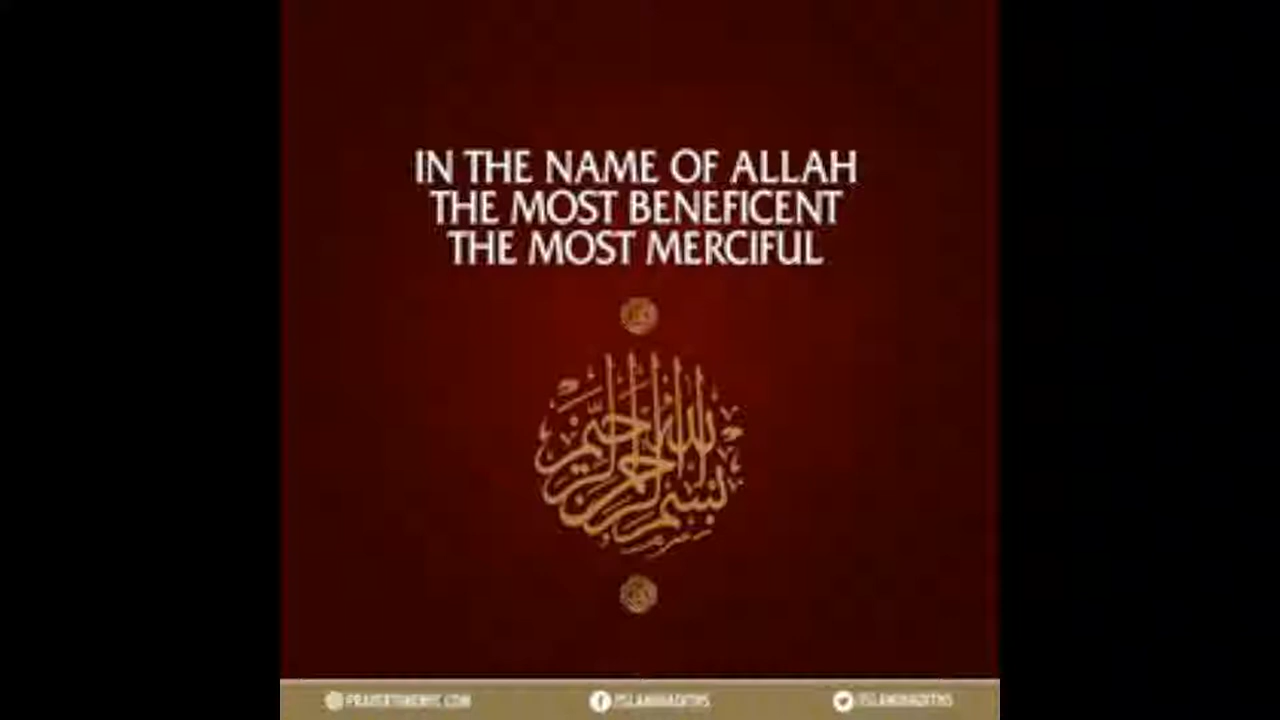 IN THE NAME OF ALLAH
THE MOST BENEFICENT
THE MOST MERCIFUL
بسم الله الرحمن الرحيم